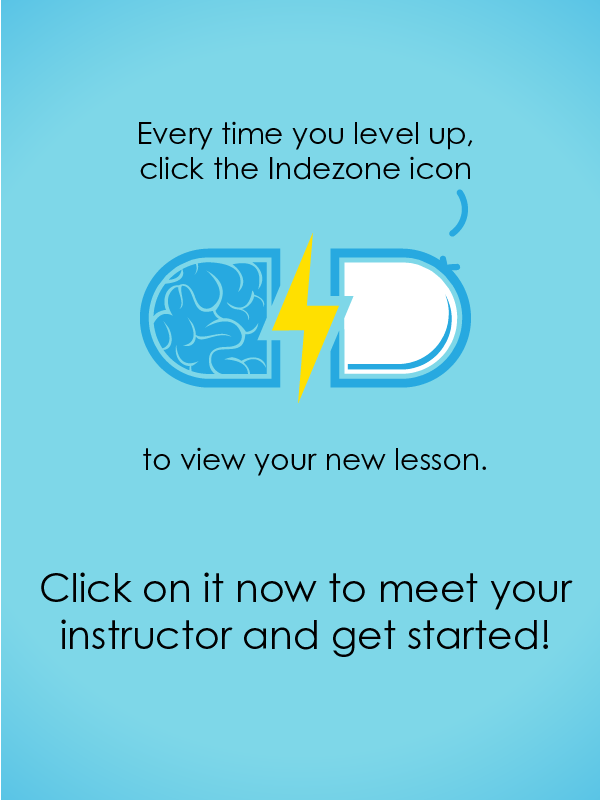 Every time you level up,
click the Indezone icon
to view your new lesson.
Click on it now to meet your
instructor and get started!